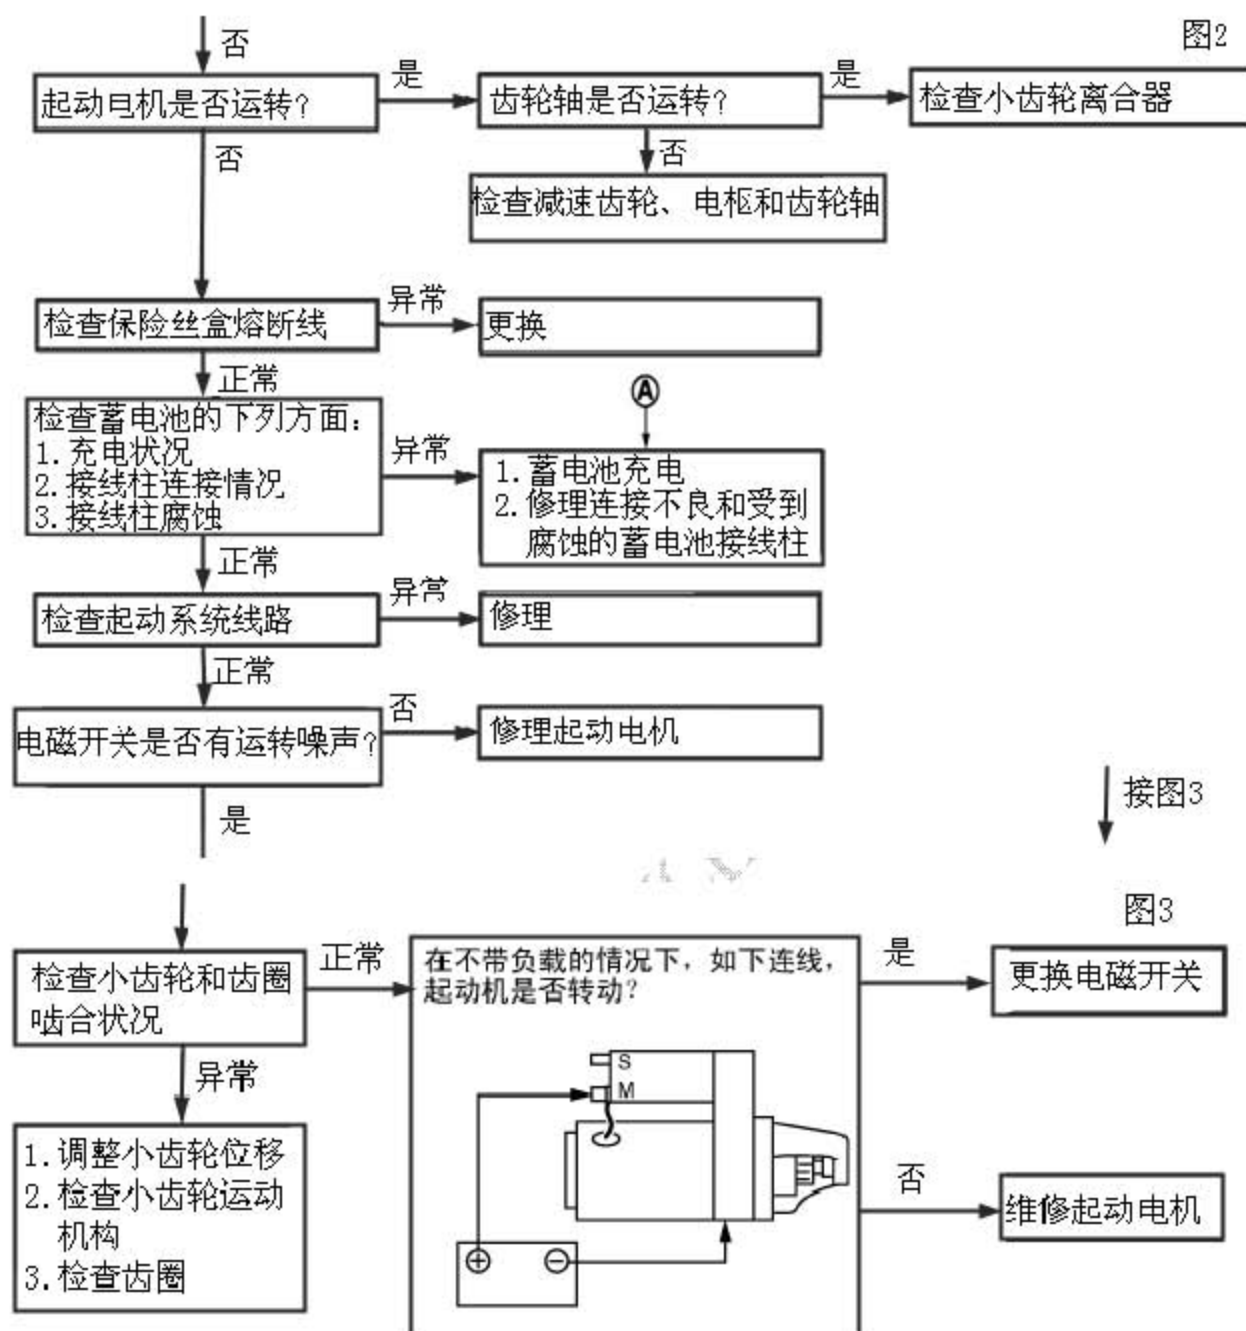 图2
否
起动电机是否运转?
是
齿轮轴是否运转?
是
检查小齿轮离合器
否
否
检查减速齿轮、电枢和齿轮轴
检查保险丝盒熔断线
异常
更换
正常
A
检查蓄电池的下列方面:
1.充电状况
2.接线柱连接情况
3.接线柱腐蚀
异常
1.蓄电池充电
2.修理连接不良和受到
腐蚀的蓄电池接线柱
正常
检查起动系统线路
异常
修理
正常
电磁开关是否有运转噪声?
否
修理起动电机
是
接图3
图3
检查小齿轮和齿圈
啮合状况
正常
在不带负载的情况下, 如下连线,
起动机是否转动?
是
更换电磁开关
S
M
异常
1.调整小齿轮位移
2.检查小齿轮运动
机构
3.检查齿圈
+
-
否
维修起动电机